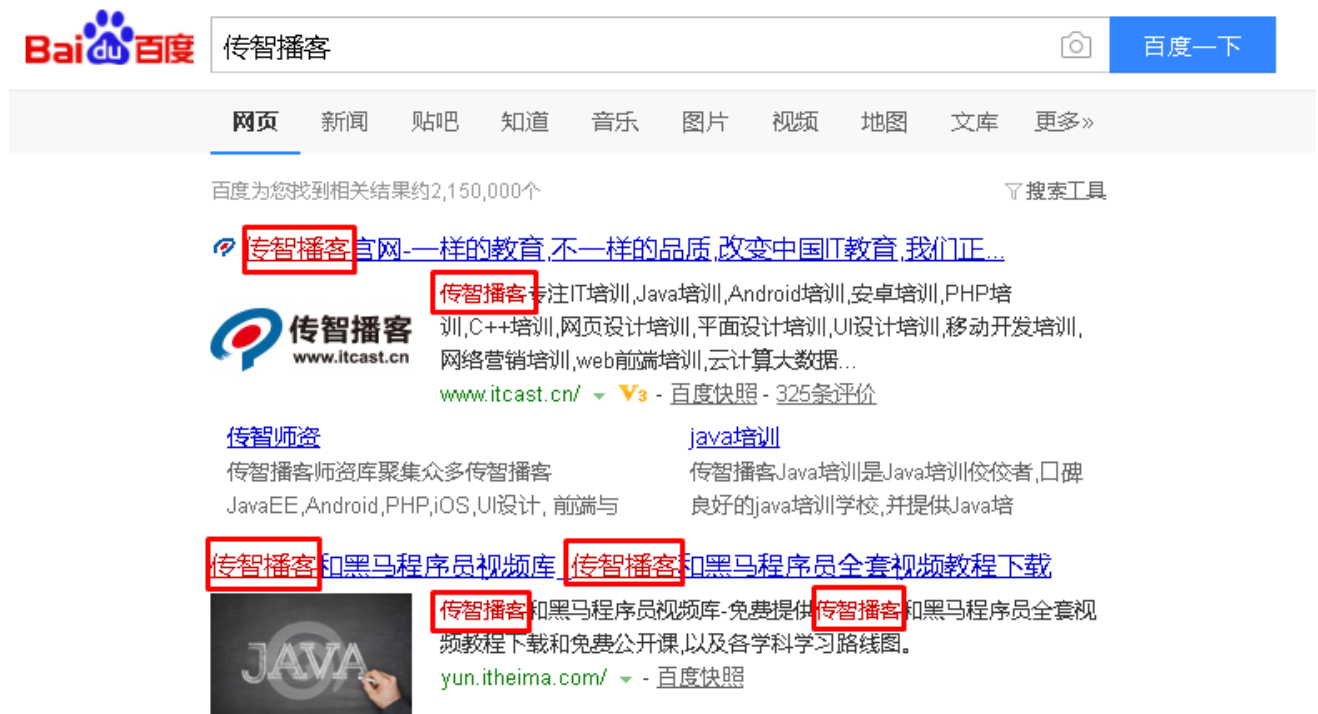 Bai du 百度
传智播客
百度一下
网页 新闻 贴吧 知道 音乐 图片 视频 地图 文库 更多»
百度为您找到相关结果约2,150,000个
搜索工具
传智播客官网-一样的教育,不一样的品质,改变中国IT教育,我们正...
传智播客
www.itcast.cn
传智播客专注IT培训,Java培训,Android培训,安卓培训,PHP培
训,C++培训,网页设计培训,平面设计培训,UI设计培训,移动开发培训,
网络营销培训,web前端培训,云计算大数据...
www.itcast.cn/ V3 - 百度快照 - 325条评价
传智师资
传智播客师资库聚集众多传智播客
JavaEE,Android,PHP,iOS,UI设计, 前端与
java培训
传智播客Java培训是Java培训佼佼者,口碑
良好的java培训学校,并提供Java培
传智播客和黑马程序员视频库_传智播客和黑马程序员全套视频教程下载
JAVA
传智播客和黑马程序员视频库-免费提供传智播客和黑马程序员全套视
频教程下载和免费公开课,以及各学科学习路线图。
yun.itheima.com/ - 百度快照